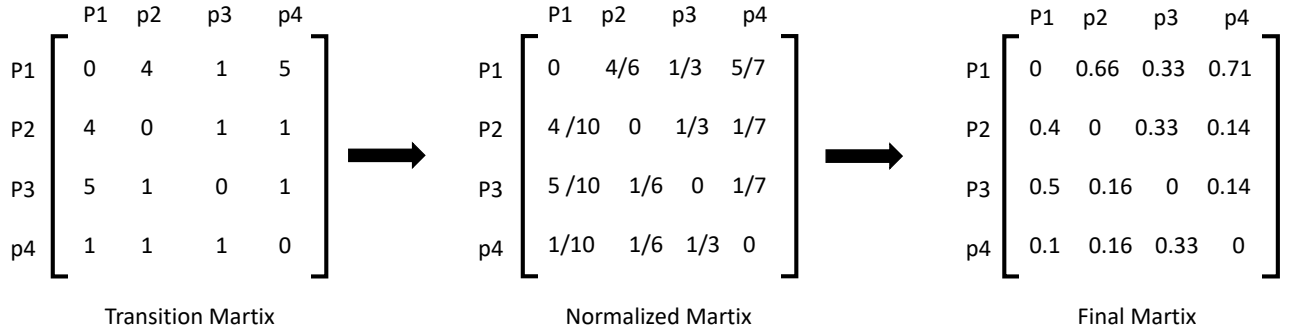 P1 p2 p3 p4 P1 p2 p3 p4 P1 p2 p3 p4
P1 0 4 1 5 P1 0 4/6 1/3 5/7 P1 0 0.66 0.33 0.71
P2 4 0 1 1 P2 4 /10 0 1/3 1/7 P2 0.4 0 0.33 0.14
P3 5 1 0 1 P3 5 /10 1/6 0 1/7 P3 0.5 0.16 0 0.14
p4 1 1 1 0 p4 1/10 1/6 1/3 0 p4 0.1 0.16 0.33 0
Transition Martix Normalized Martix Final Martix